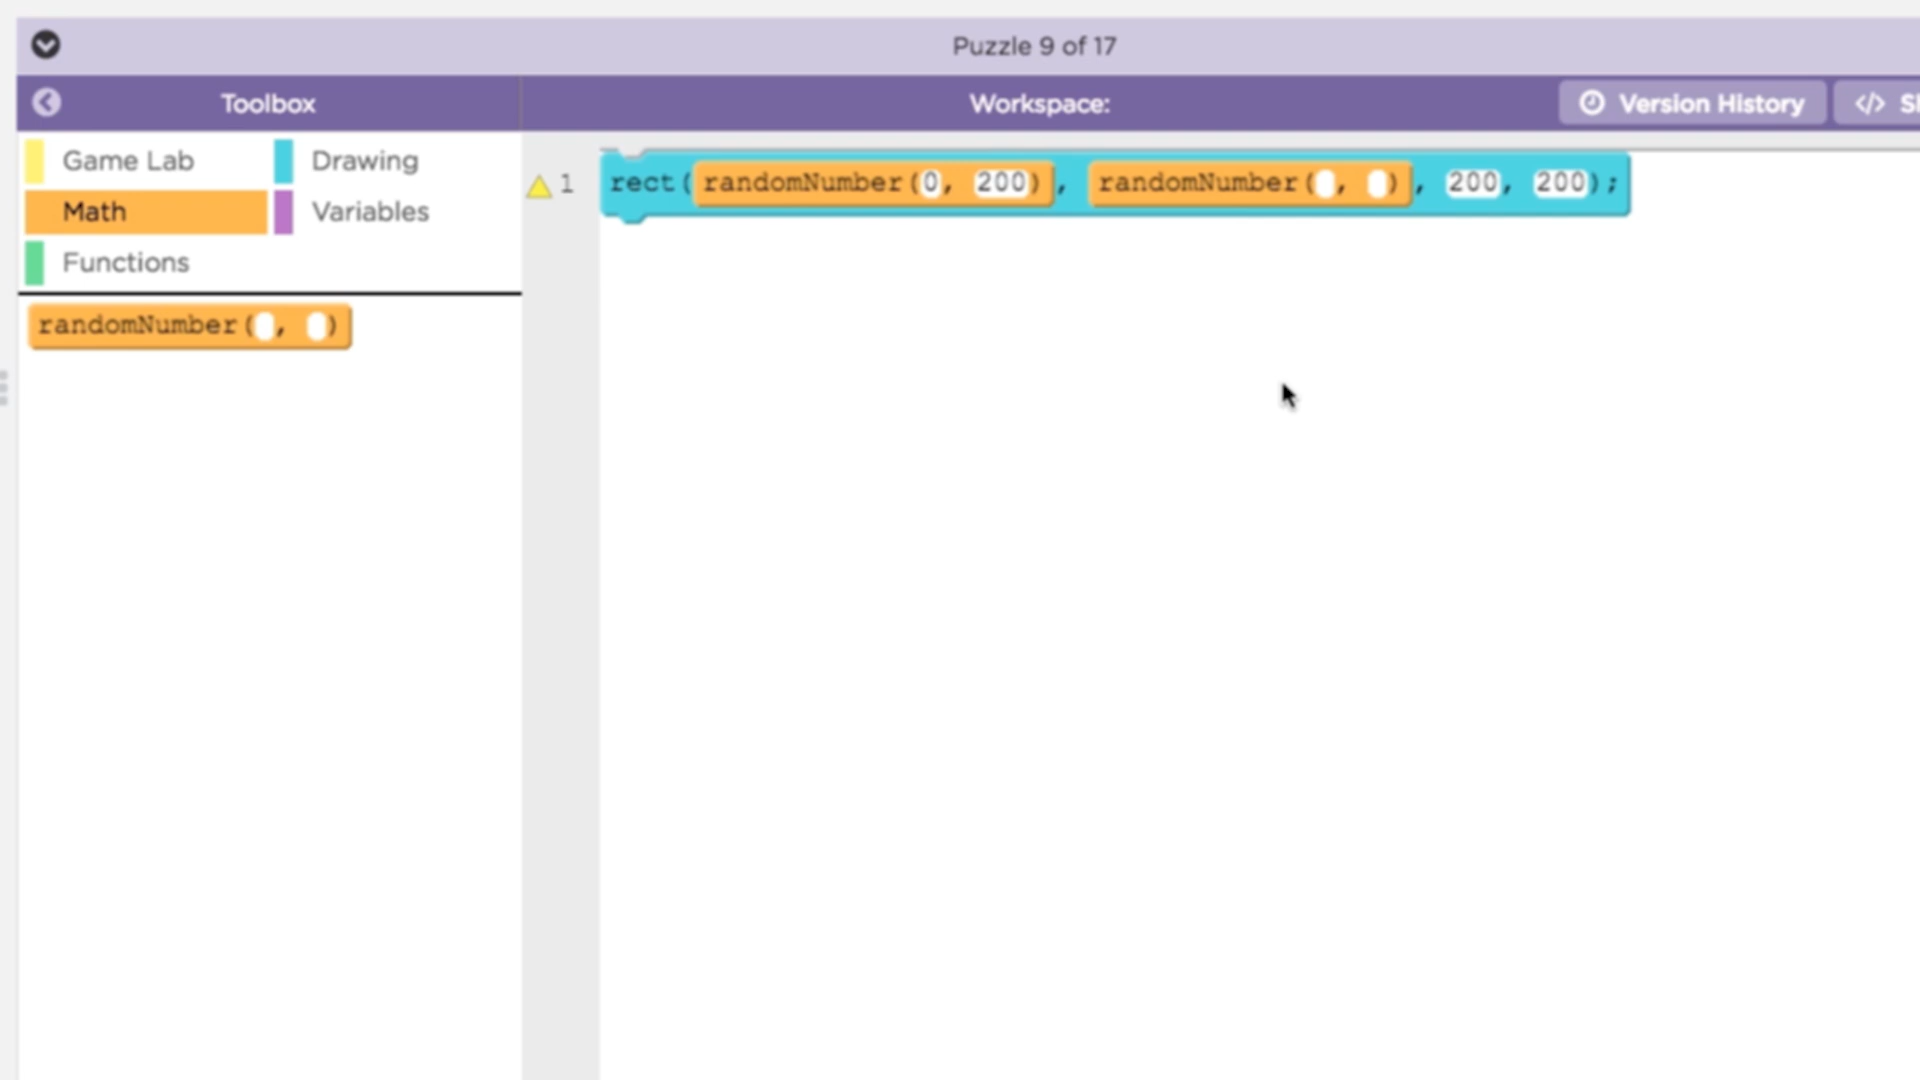 Puzzle 9 of 17
Toolbox
Workspace:
Version History
</>
Game Lab
Drawing
Math
Variables
Functions
randomNumber( , )
1
rect(randomNumber(0, 200), randomNumber( , ), 200, 200);